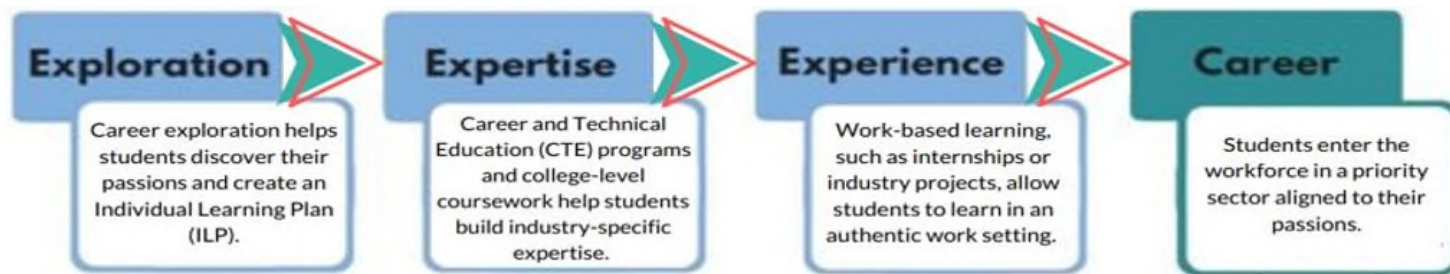 Exploration
Career exploration helps
students discover their
passions and create an
Individual Learning Plan
(ILP).
Expertise
Career and Technical
Education (CTE) programs
and college-level
coursework help students
build industry-specific
expertise.
Experience
Work-based learning,
such as internships or
industry projects, allow
students to learn in an
authentic work setting.
Career
Students enter the
workforce in a priority
sector aligned to their
passions.